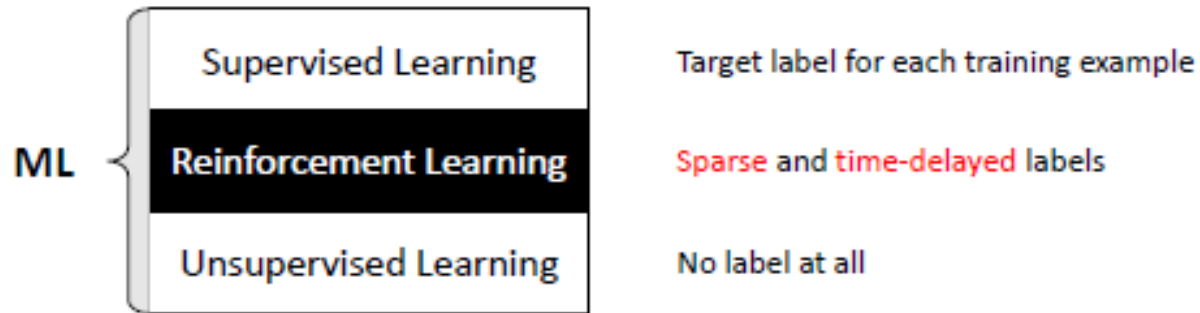 Supervised Learning
Target label for each training example
ML
Reinforcement Learning
Sparse and time-delayed labels
Unsupervised Learning
No label at all